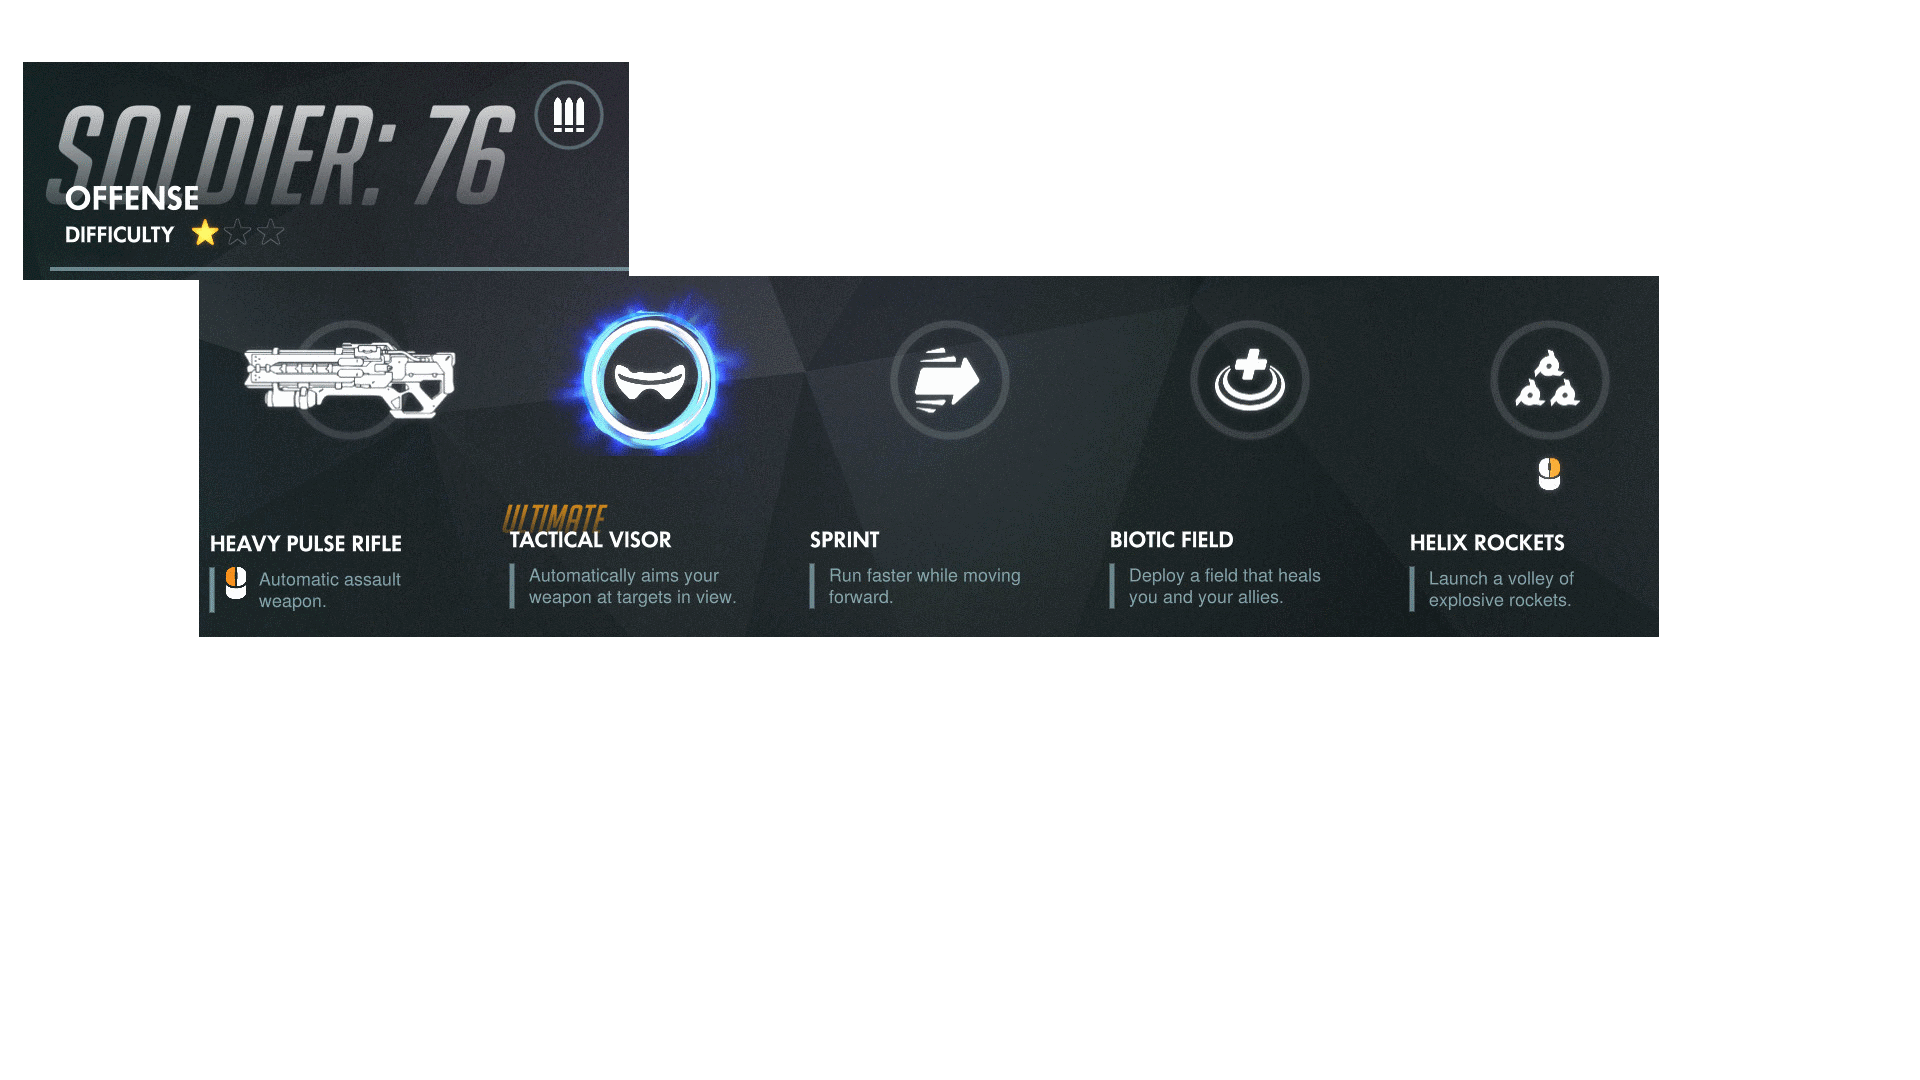 SOLDIER: 76
OFFENSE
DIFFICULTY
HEAVY PULSE RIFLE
Automatic assault
weapon.
ULTIMATE
TACTICAL VISOR
Automatically aims your
weapon at targets in view.
SPRINT
Run faster while moving
forward.
BIOTIC FIELD
Deploy a field that heals
you and your allies.
HELIX ROCKETS
Launch a volley of
explosive rockets.